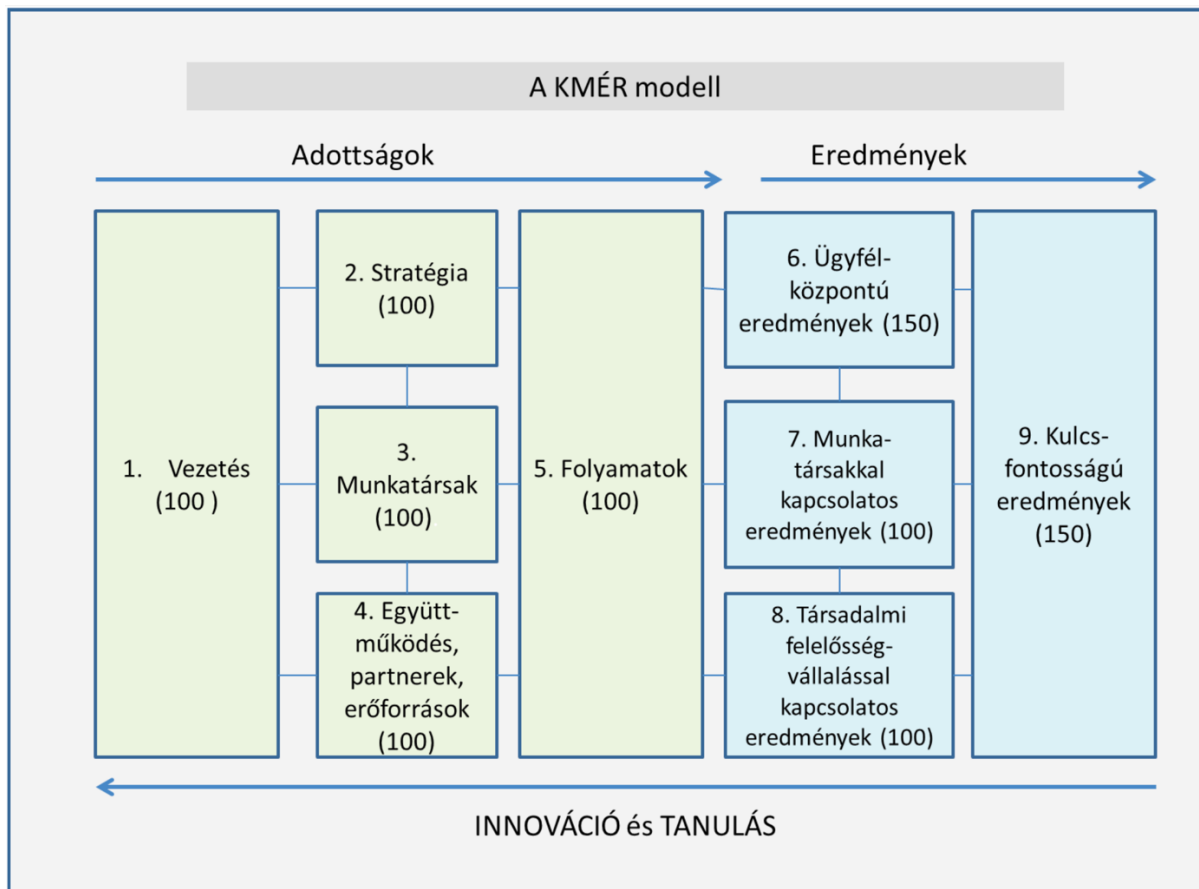 A KMÉR modell
Adottságok
Eredmények
1. Vezetés
(100 )
2. Stratégia
(100)
3.
Munkatársak
(100)
4. Együtt-
működés,
partnerek,
erőforrások
(100)
5. Folyamatok
(100)
6. Ügyfél-
központú
eredmények (150)
7. Munka-
társakkal
kapcsolatos
eredmények (100)
8. Társadalmi
felelősség-
vállalással
kapcsolatos
eredmények (100)
9. Kulcs-
fontosságú
eredmények
(150)
INNOVÁCIÓ és TANULÁS